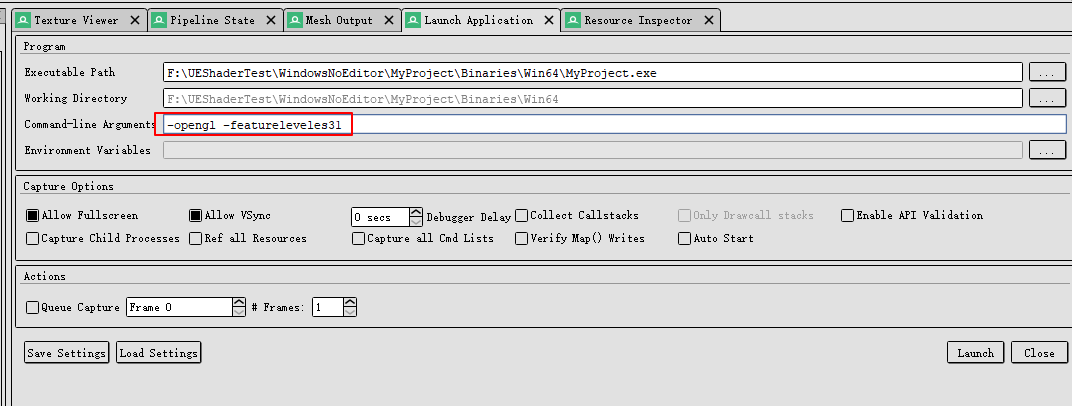 Texture Viewer Pipeline State Mesh Output Launch Application Resource Inspector
Program
Executable Path F:\UEShaderTest\WindowsNoEditor\MyProject\Binaries\Win64\MyProject.exe ...
Working Directory F:\UEShaderTest\WindowsNoEditor\MyProject\Binaries\Win64 ...
Command-line Arguments -opengl -featureleveles31
Environment Variables ...
Capture Options
Allow Fullscreen Allow VSync 0 secs Debugger Delay Collect Callstacks Only Drawcall stacks Enable API Validation
Capture Child Processes Ref all Resources Capture all Cmd Lists Verify Map() Writes Auto Start
Actions
Queue Capture Frame 0 # Frames: 1
Save Settings Load Settings Launch Close